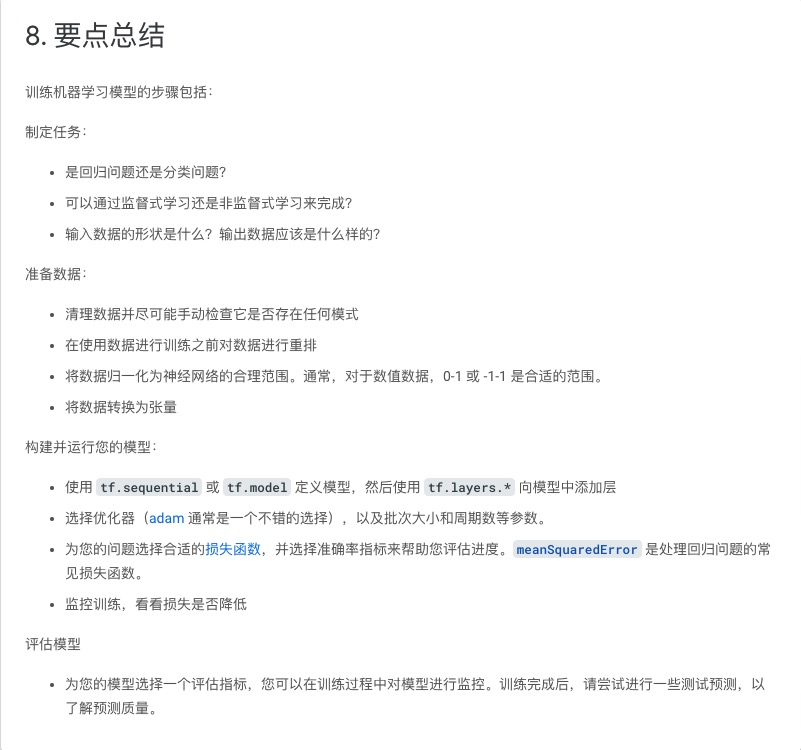 8. 要点总结
训练机器学习模型的步骤包括：
制定任务：
• 是回归问题还是分类问题？
• 可以通过监督式学习还是非监督式学习来完成？
• 输入数据的形状是什么？输出数据应该是什么样的？
准备数据：
• 清理数据并尽可能手动检查它是否存在任何模式
• 在使用数据进行训练之前对数据进行重排
• 将数据归一化为神经网络的合理范围。通常，对于数值数据，0-1 或 -1-1 是合适的范围。
• 将数据转换为张量
构建并运行您的模型：
• 使用 tf.sequential 或 tf.model 定义模型，然后使用 tf.layers.* 向模型中添加层
• 选择优化器（adam 通常是一个不错的选择），以及批次大小和周期数等参数。
• 为您的问题选择合适的损失函数，并选择准确率指标来帮助您评估进度。meanSquaredError 是处理回归问题的常
见损失函数。
• 监控训练，看看损失是否降低
评估模型
• 为您的模型选择一个评估指标，您可以在训练过程中对模型进行监控。训练完成后，请尝试进行一些测试预测，以
了解预测质量。